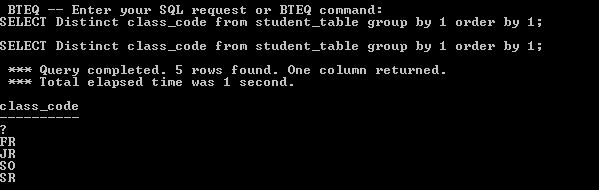 BTEQ -- Enter your SQL request or BTEQ command:
SELECT Distinct class_code from student_table group by 1 order by 1;
SELECT Distinct class_code from student_table group by 1 order by 1;
*** Query completed. 5 rows found. One column returned.
*** Total elapsed time was 1 second.
class_code
----------
?
FR
JR
SO
SR